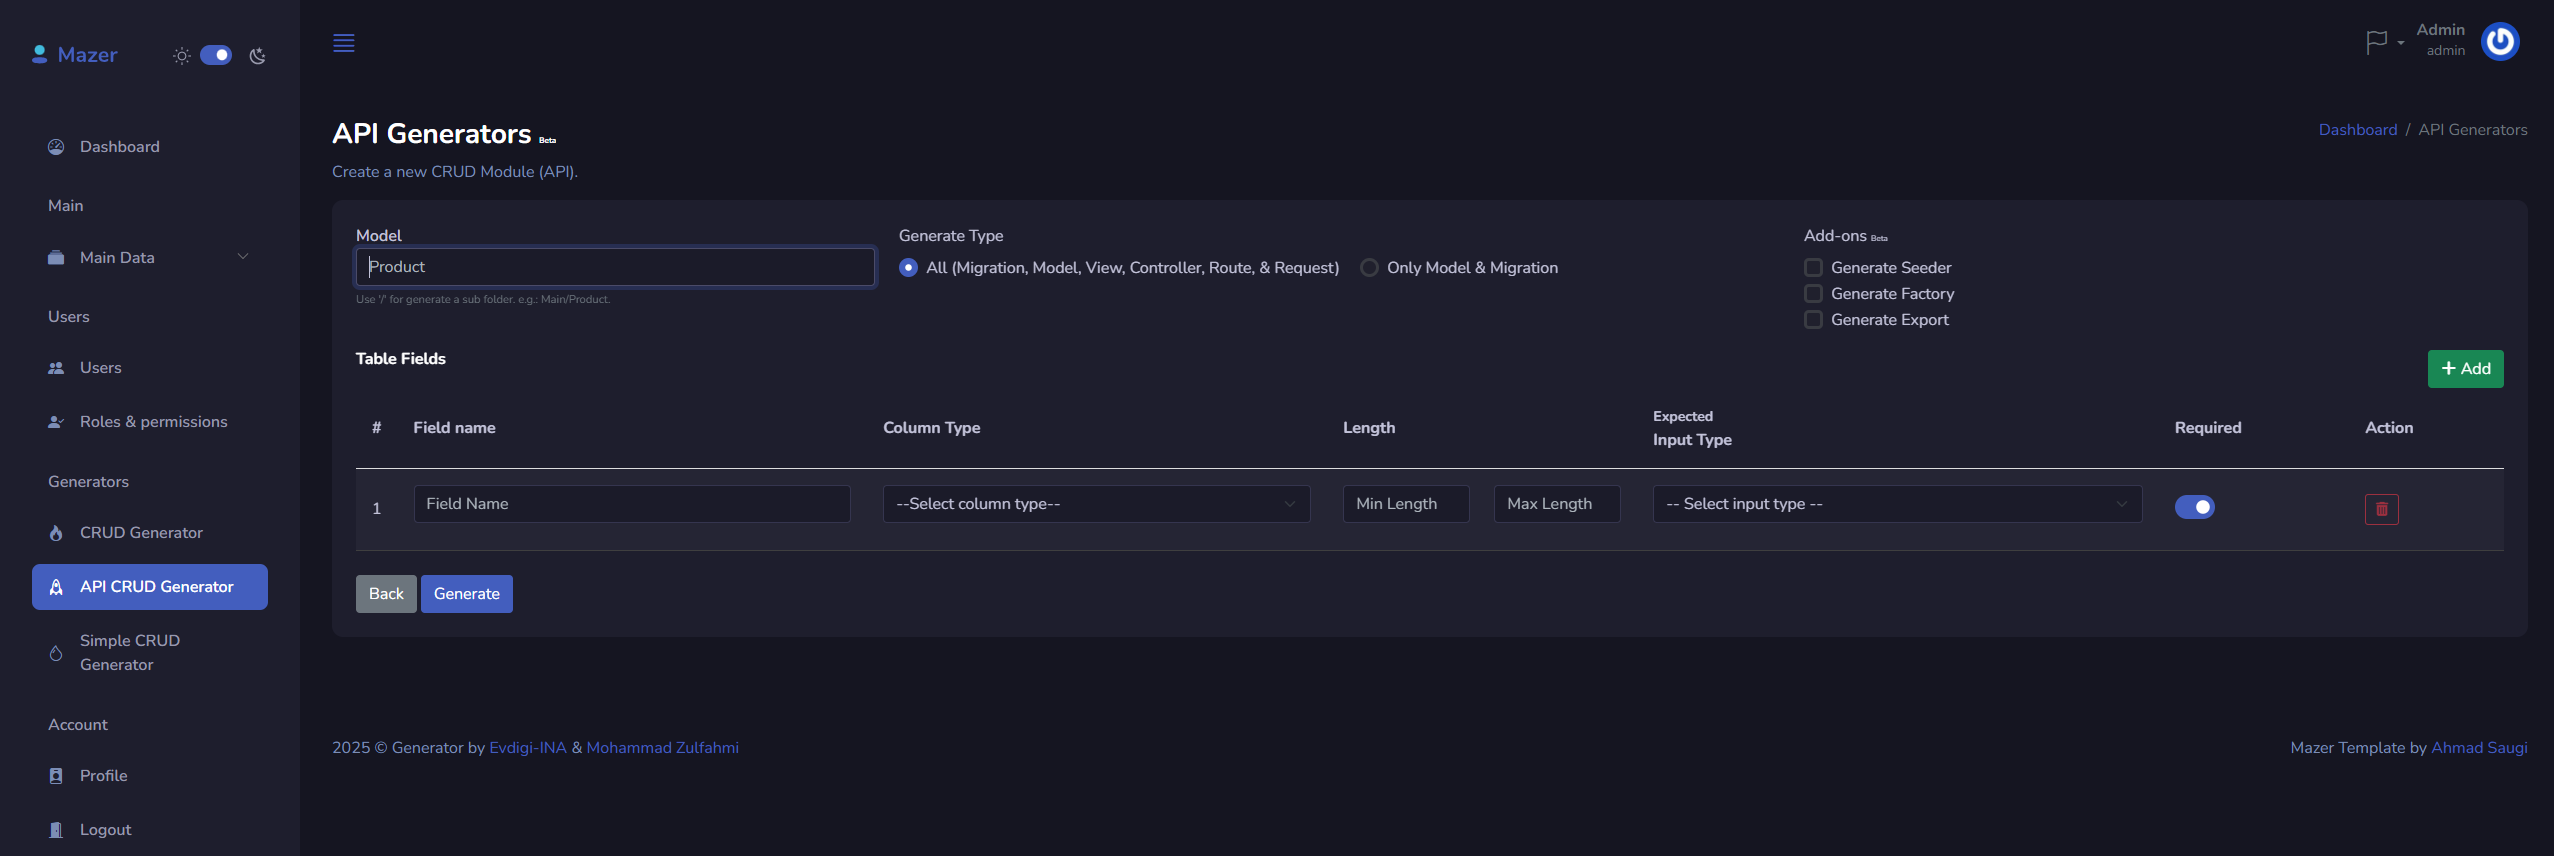 Mazer
Dashboard
Main
Main Data
Users
Users
Roles & permissions
Generators
CRUD Generator
API CRUD Generator
Simple CRUD
Generator
Account
Profile
Logout
Admin
admin
API Generators Beta
Create a new CRUD Module (API).
Dashboard / API Generators
Model
Product
Use '/' for generate a sub folder. e.g.: Main/Product.
Generate Type
All (Migration, Model, View, Controller, Route, & Request)
Only Model & Migration
Add-ons Beta
Generate Seeder
Generate Factory
Generate Export
Table Fields
Add
# Field name Column Type Length Expected Input Type Required Action
1 Field Name --Select column type-- Min Length Max Length -- Select input type --
Back Generate
2025 © Generator by Evdigi-INA & Mohammad Zulfahmi
Mazer Template by Ahmad Saugi